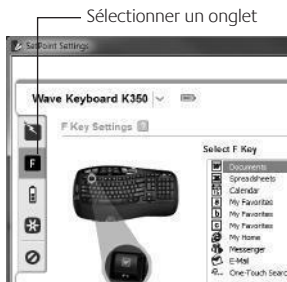 Sélectionner un onglet
SetPoint Settings
Wave Keyboard K350
F Key Settings ?
Select F Key
F
Documents
Spreadsheets
Calendar
a My Favorites
b My Favorites
c My Favorites
My Home
Messenger
E-Mail
One-Touch Searc